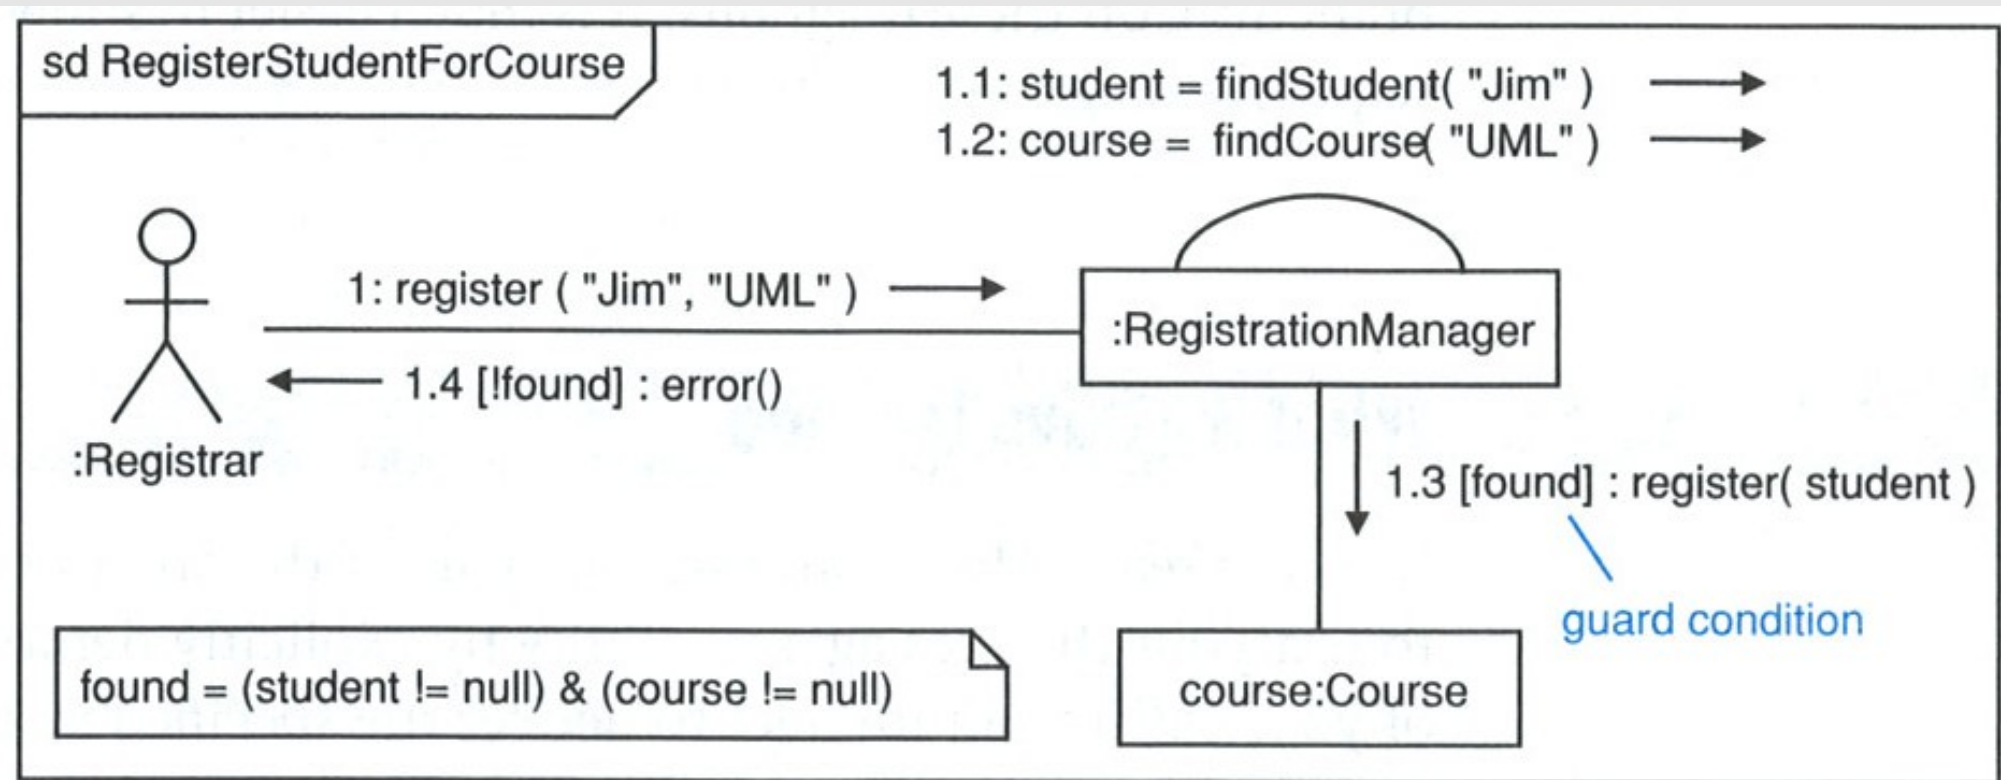 sd RegisterStudentForCourse
1.1: student = findStudent( "Jim" )
1.2: course = findCourse( "UML" )
1: register ( "Jim", "UML" )
:RegistrationManager
1.4 [!found] : error()
:Registrar
1.3 [found] : register( student )
guard condition
found = (student != null) & (course != null)
course:Course